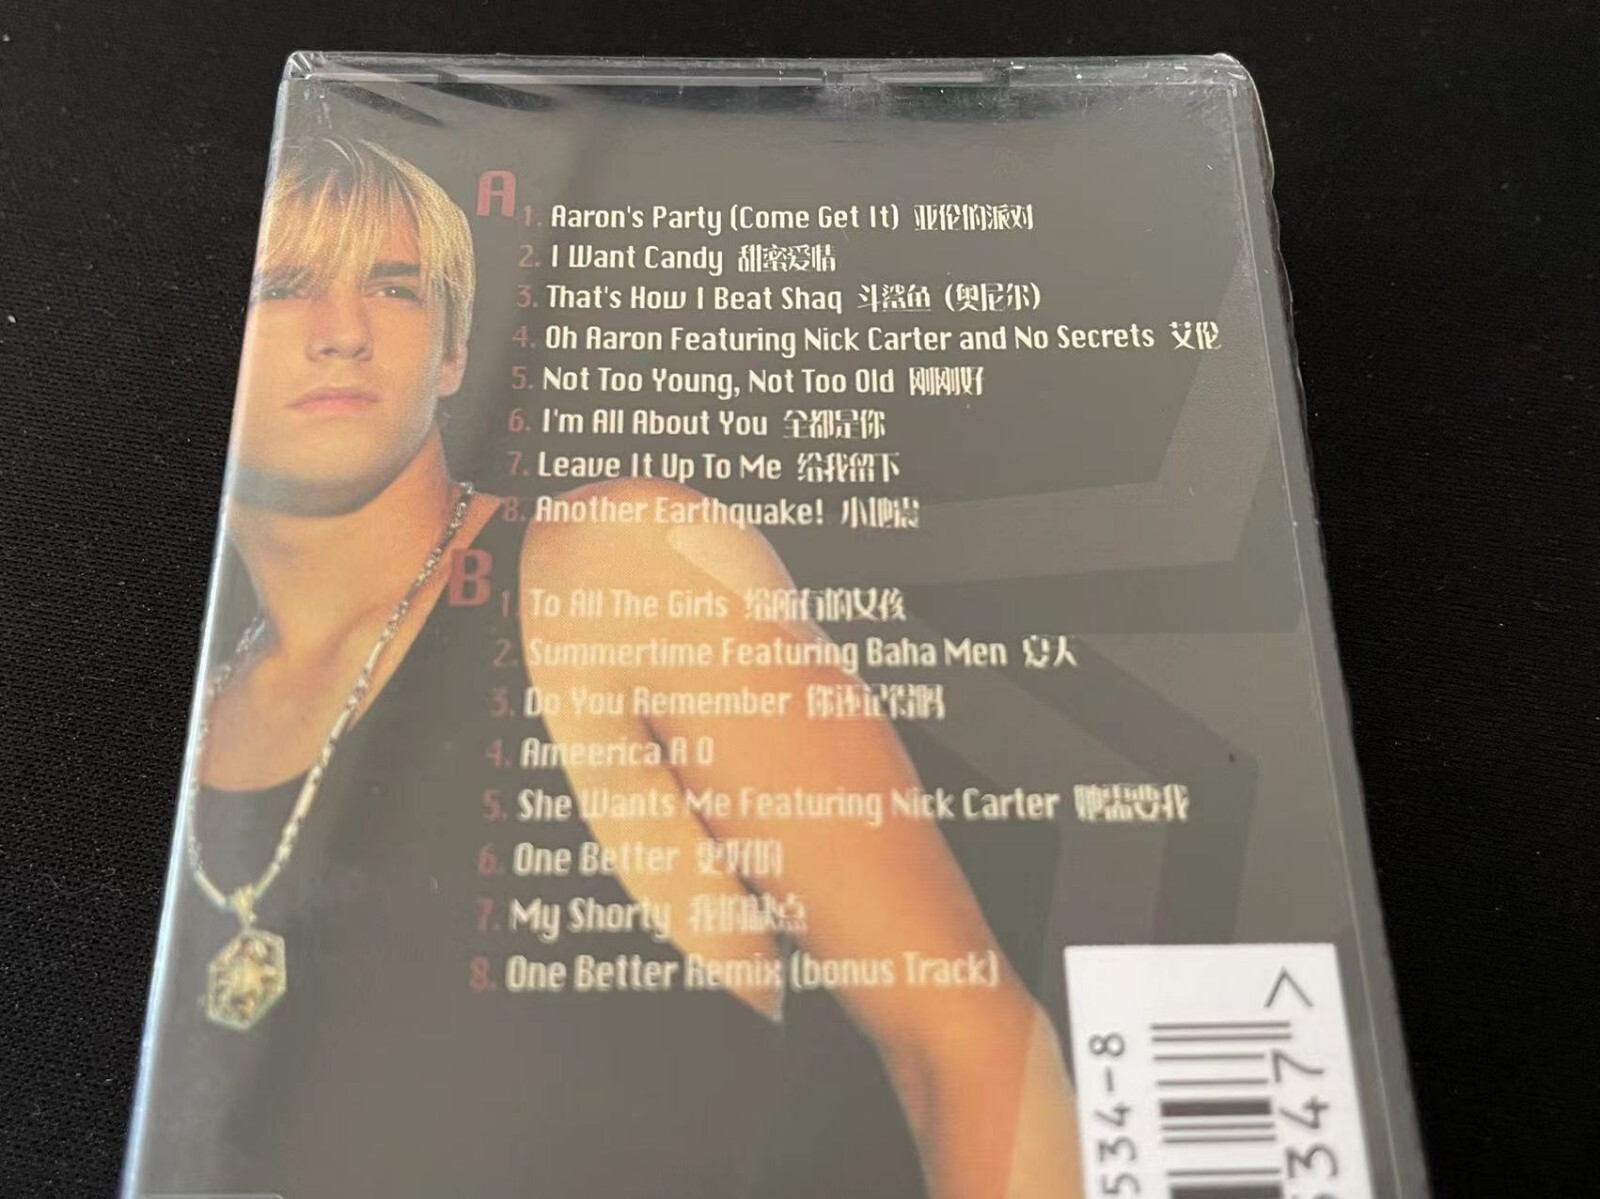 A
1. Aaron's Party (Come Get It) 亚伦的派对
2. I Want Candy 甜蜜爱情
3. That's How I Beat Shaq 斗鲨鱼 (奥尼尔)
4. Oh Aaron Featuring Nick Carter and No Secrets 艾伦
5. Not Too Young, Not Too Old 刚刚好
6. I'm All About You 全都是你
7. Leave It Up To Me 给我留下
8. Another Earthquake! 小地震
B
1. To All The Girls 给所有的女孩
2. Summertime Featuring Baha Men 夏天
3. Do You Remember 你还记得吗
4. Ameerica A O
5. She Wants Me Featuring Nick Carter 她需要我
6. One Better 更好的
7. My Shorty 我的缺点
8. One Better Remix (bonus Track)
534-8
5347>